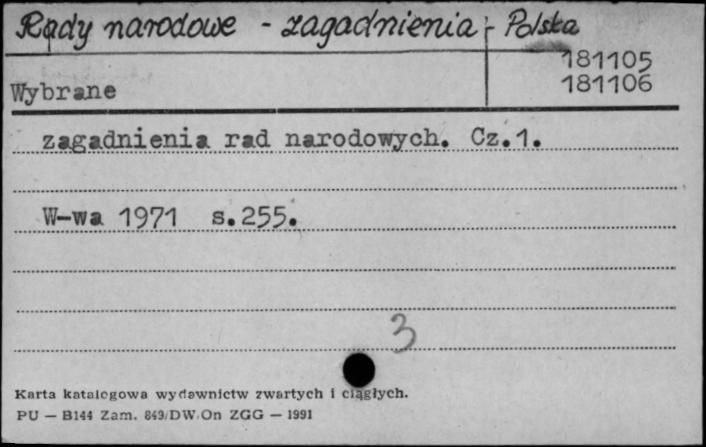 Rady narodowe - zagadnienia - Polska
181105
Wybrane 181106
zagadnienia rad narodowych. Cz.1.
W-wa 1971 s.255.
3
Karta katalogowa wydawnictw zwartych i ciągłych.
PU — B144 Zam. 849/DW.On ZGG — 1991